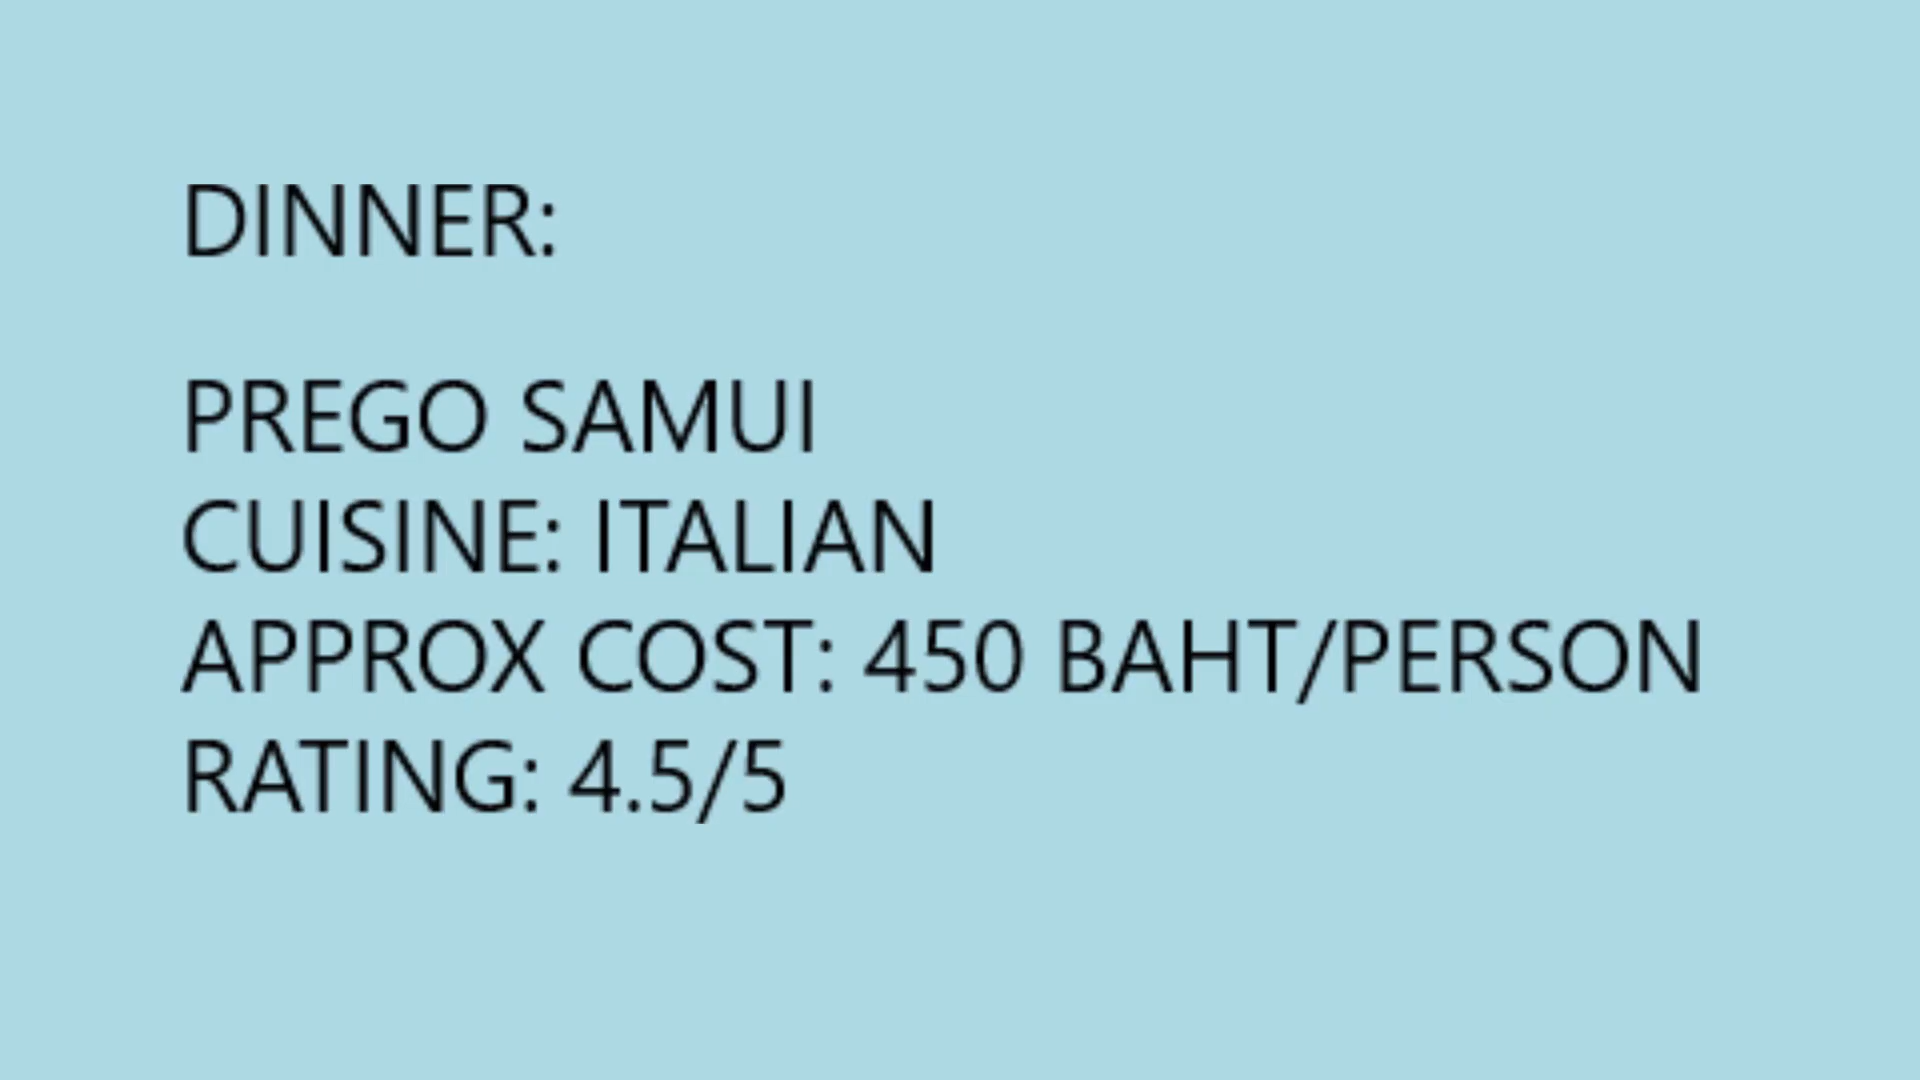 DINNER:
PREGO SAMUI
CUISINE: ITALIAN
APPROX COST: 450 BAHT/PERSON
RATING: 4.5/5